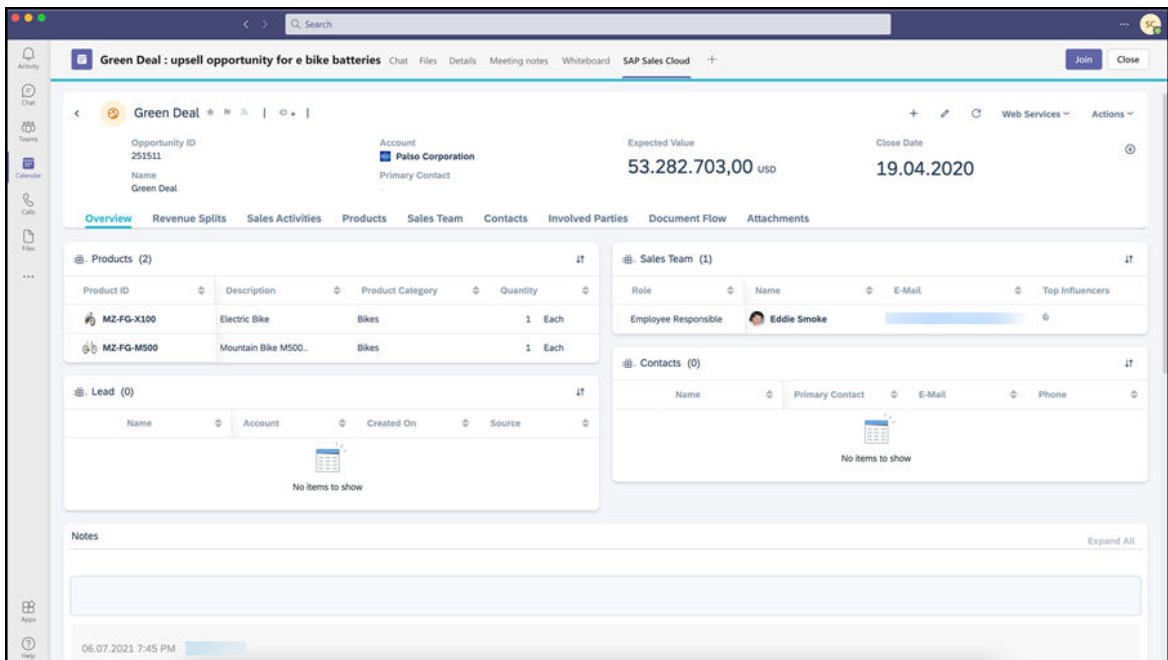 Search
SC
Activity
Chat
Teams
Calendar
Calls
Files
Apps
Help
Green Deal : upsell opportunity for e bike batteries Chat Files Details Meeting notes Whiteboard SAP Sales Cloud
Join Close
Green Deal
Web Services Actions
Opportunity ID
251511
Name
Green Deal
Account
Palso Corporation
Primary Contact
Expected Value
53.282.703,00 USD
Close Date
19.04.2020
Overview Revenue Splits Sales Activities Products Sales Team Contacts Involved Parties Document Flow Attachments
Products (2)
Product ID Description Product Category Quantity
MZ-FG-X100 Electric Bike Bikes 1 Each
MZ-FG-M500 Mountain Bike M500... Bikes 1 Each
Sales Team (1)
Role Name E-Mail Top Influencers
Employee Responsible Eddie Smoke
Lead (0)
Name Account Created On Source
No items to show
Contacts (0)
Name Primary Contact E-Mail Phone
No items to show
Notes
Expand All
06.07.2021 7:45 PM